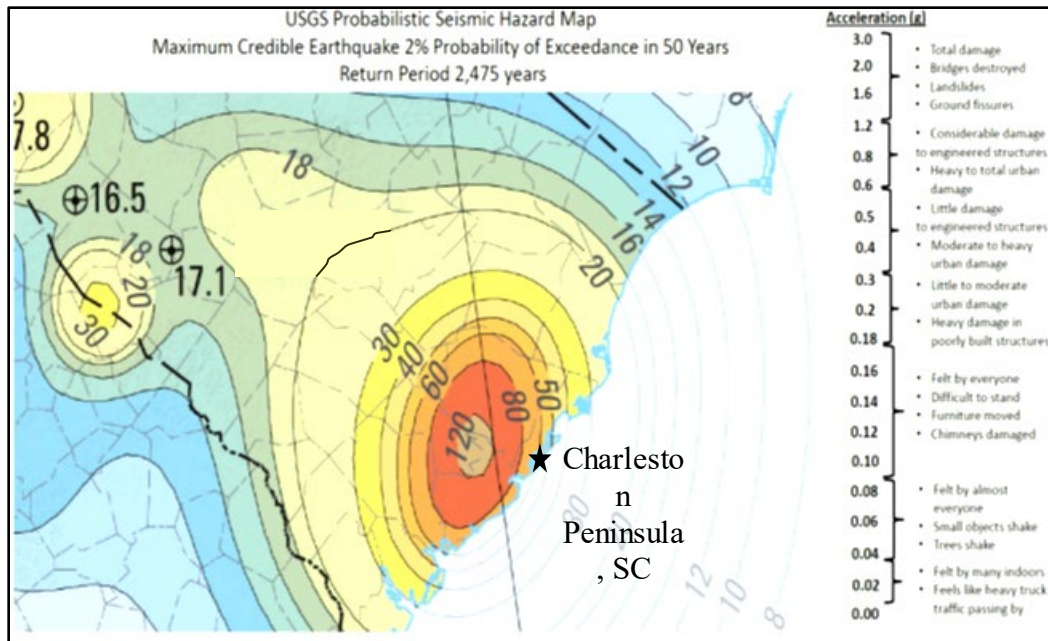 USGS Probabilistic Seismic Hazard Map
Maximum Credible Earthquake 2% Probability of Exceedance in 50 Years
Return Period 2,475 years
7.8
16.5
17.1
18
20
30
18
8
10
12
14
16
20
30
40
60
120
80
50
Charlesto
n
Peninsula
, SC
30
20
12
10
8
Acceleration (g)
3.0
2.0
1.6
1.2
0.8
0.6
0.5
0.4
0.3
0.2
0.18
0.16
0.14
0.12
0.10
0.08
0.06
0.04
0.02
0.00
• Total damage
• Bridges destroyed
• Landslides
• Ground fissures
• Considerable damage
to engineered structures
• Heavy to total urban
damage
• Little damage
to engineered structures
• Moderate to heavy
urban damage
• Little to moderate
urban damage
• Heavy damage in
poorly built structures
• Felt by everyone
• Difficult to stand
• Furniture moved
• Chimneys damaged
• Felt by almost
everyone
• Small objects shake
• Trees shake
• Felt by many indoors
• Feels like heavy truck
traffic passing by